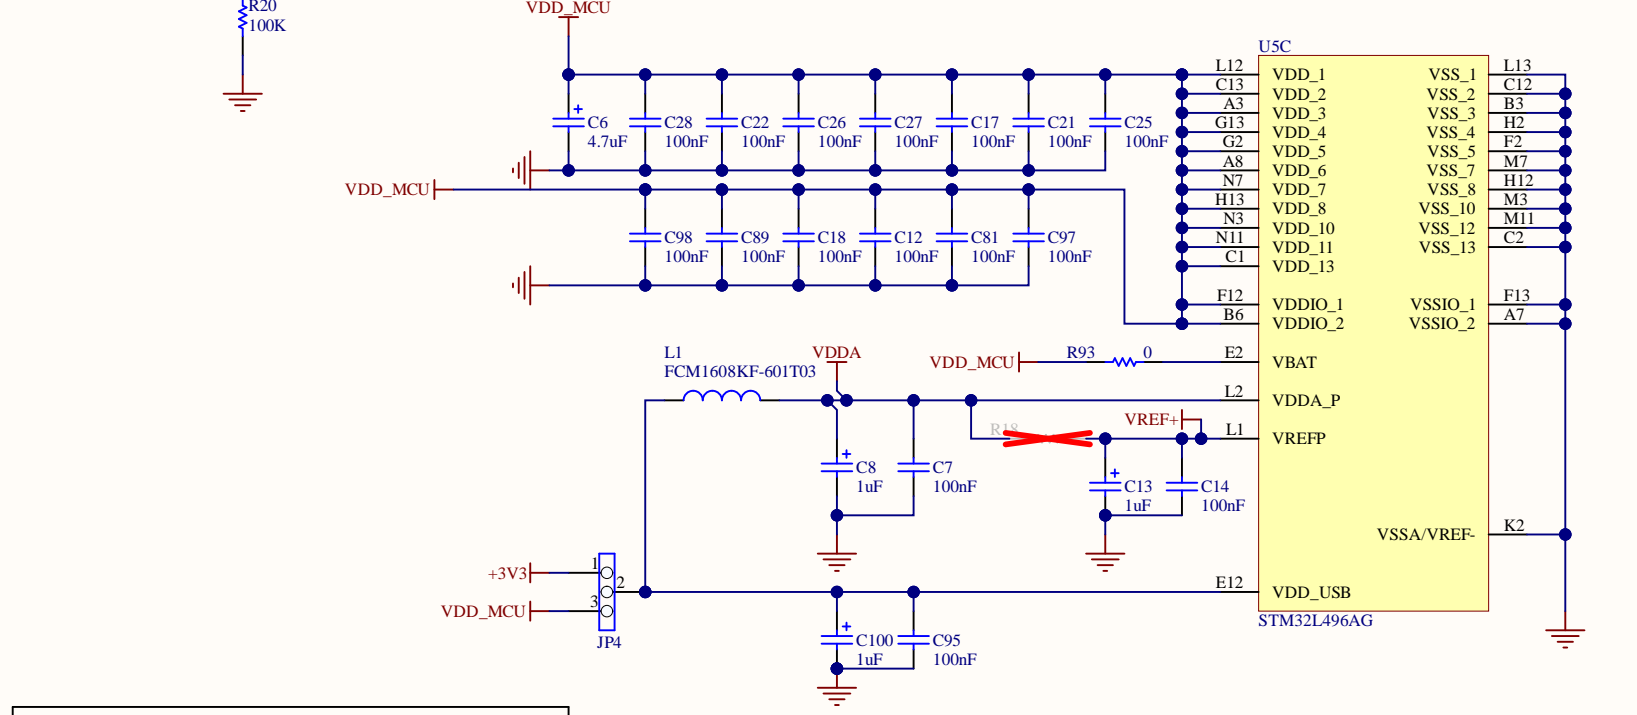 R20
100K
VDD_MCU
U5C
C6
4.7uF
C28
100nF
C22
100nF
C26
100nF
C27
100nF
C17
100nF
C21
100nF
C25
100nF
VDD_MCU
C98
100nF
C89
100nF
C18
100nF
C12
100nF
C81
100nF
C97
100nF
L12 VDD_1 VSS_1 L13
C13 VDD_2 VSS_2 C12
A3 VDD_3 VSS_3 B3
G13 VDD_4 VSS_4 H2
G2 VDD_5 VSS_5 F2
A8 VDD_6 VSS_7 M7
N7 VDD_7 VSS_8 H12
H13 VDD_8 VSS_10 M3
N3 VDD_10 VSS_12 M11
N11 VDD_11 VSS_13 C2
C1 VDD_13
F12 VDDIO_1 VSSIO_1 F13
B6 VDDIO_2 VSSIO_2 A7
VDD_MCU R93 0 E2 VBAT
L1
FCM1608KF-601T03
VDDA
L2 VDDA_P
R18
VREF+
L1 VREFP
C8
1uF
C7
100nF
C13
1uF
C14
100nF
VSSA/VREF- K2
+3V3 1
2
VDD_MCU 3
JP4
E12 VDD_USB
STM32L496AG
C100
1uF
C95
100nF